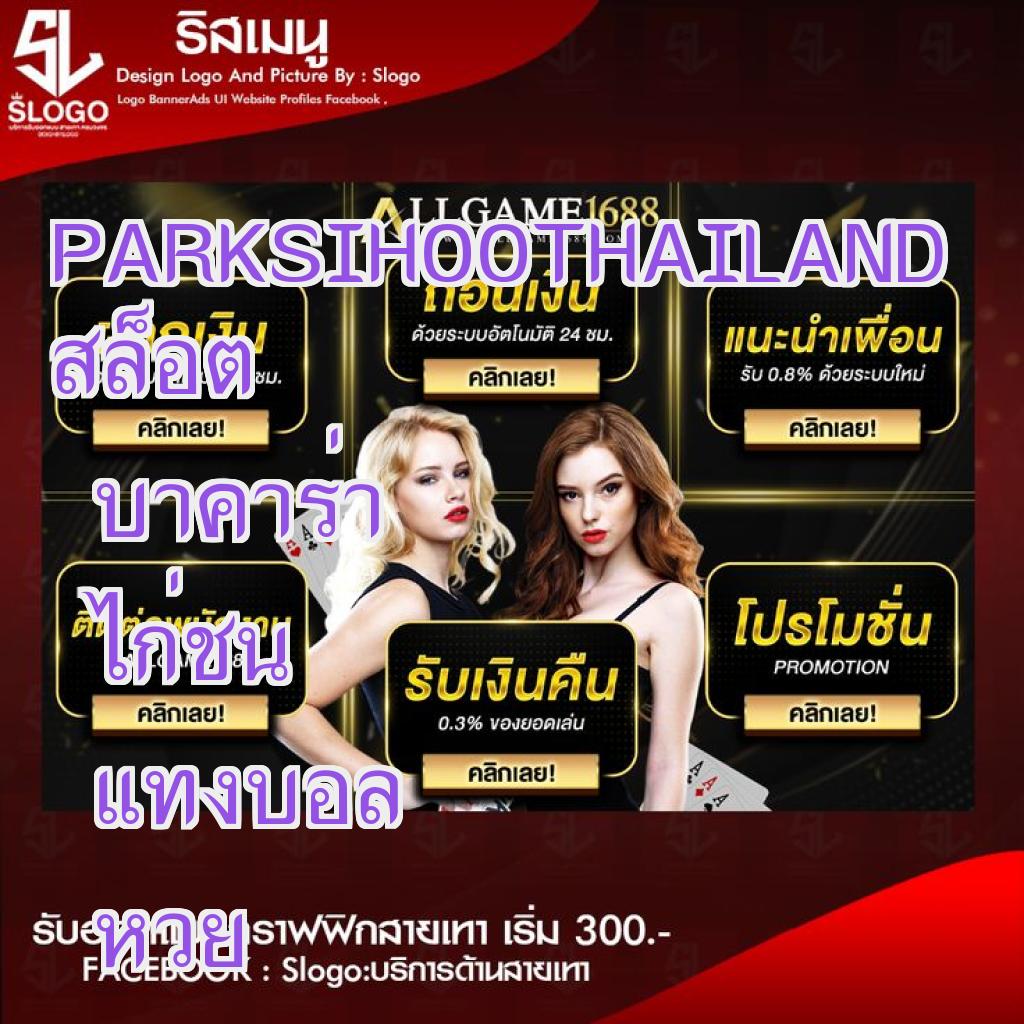 SLOGO
ริสเมนู
Design Logo And Picture By : Slogo
Logo BannerAds UI Website Profiles Facebook .
ALLGAME1688
PARKSIHOOTHAILAND
สล็อต
บาคาร่า
ไก่ชน
แทงบอล
หวย
ถอนเงิน
ด้วยระบบอัตโนมัติ 24 ชม.
คลิกเลย!
ชม.
คลิกเลย!
แนะนำเพื่อน
รับ 0.8% ด้วยระบบใหม่
คลิกเลย!
คลิกเลย!
รับเงินคืน
0.3% ของยอดเล่น
คลิกเลย!
โปรโมชั่น
PROMOTION
คลิกเลย!
กราฟฟิกสายเทา เริ่ม 300.-
FACEBOOK : Slogo:บริการด้านสายเทา